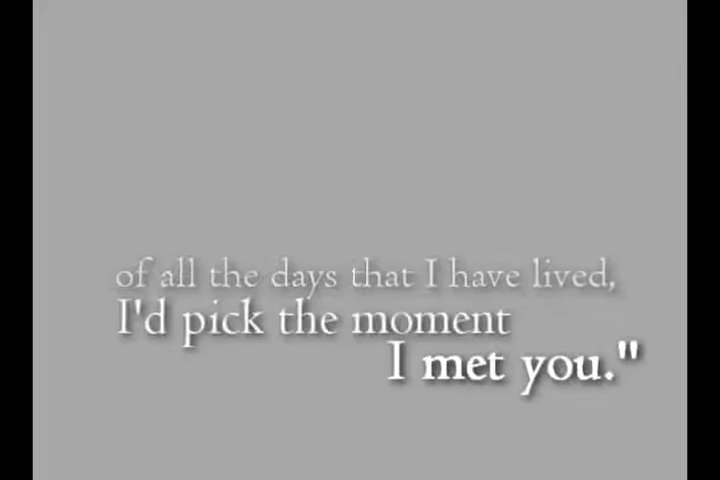 of all the days that I have lived,
I'd pick the moment
I met you."